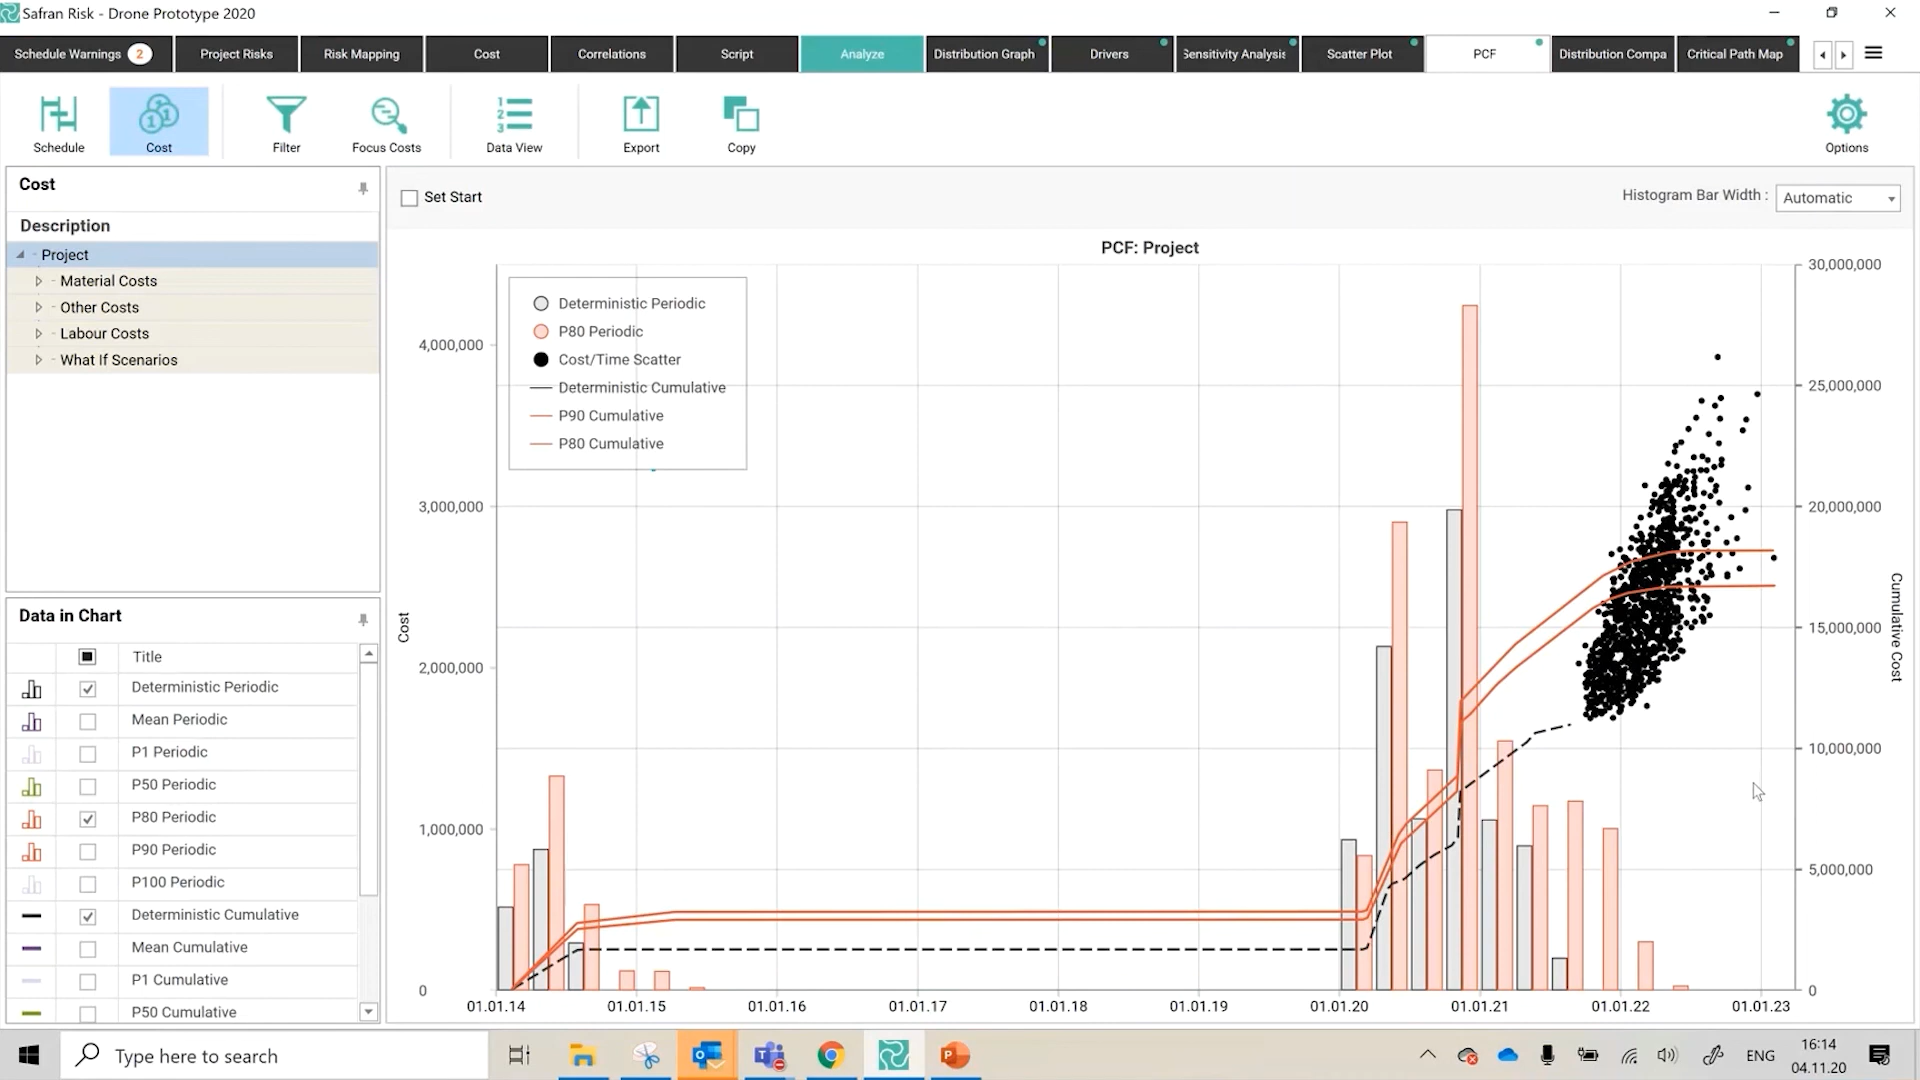 Safran Risk - Drone Prototype 2020
Schedule Warnings 2
Project Risks
Risk Mapping
Cost
Correlations
Script
Analyze
Distribution Graph
Drivers
Sensitivity Analysis
Scatter Plot
PCF
Distribution Compa
Critical Path Map
Schedule
Cost
Filter
Focus Costs
Data View
Export
Copy
Options
Cost
Description
Project
Material Costs
Other Costs
Labour Costs
What If Scenarios
Set Start
Histogram Bar Width : Automatic
PCF: Project
Deterministic Periodic
P80 Periodic
Cost/Time Scatter
Deterministic Cumulative
P90 Cumulative
P80 Cumulative
Cost
4,000,000
3,000,000
2,000,000
1,000,000
0
30,000,000
25,000,000
20,000,000
15,000,000
10,000,000
5,000,000
0
Cumulative Cost
01.01.14 01.01.15 01.01.16 01.01.17 01.01.18 01.01.19 01.01.20 01.01.21 01.01.22 01.01.23
Data in Chart
Title
Deterministic Periodic
Mean Periodic
P1 Periodic
P50 Periodic
P80 Periodic
P90 Periodic
P100 Periodic
Deterministic Cumulative
Mean Cumulative
P1 Cumulative
P50 Cumulative
Type here to search
ENG
16:14
04.11.20